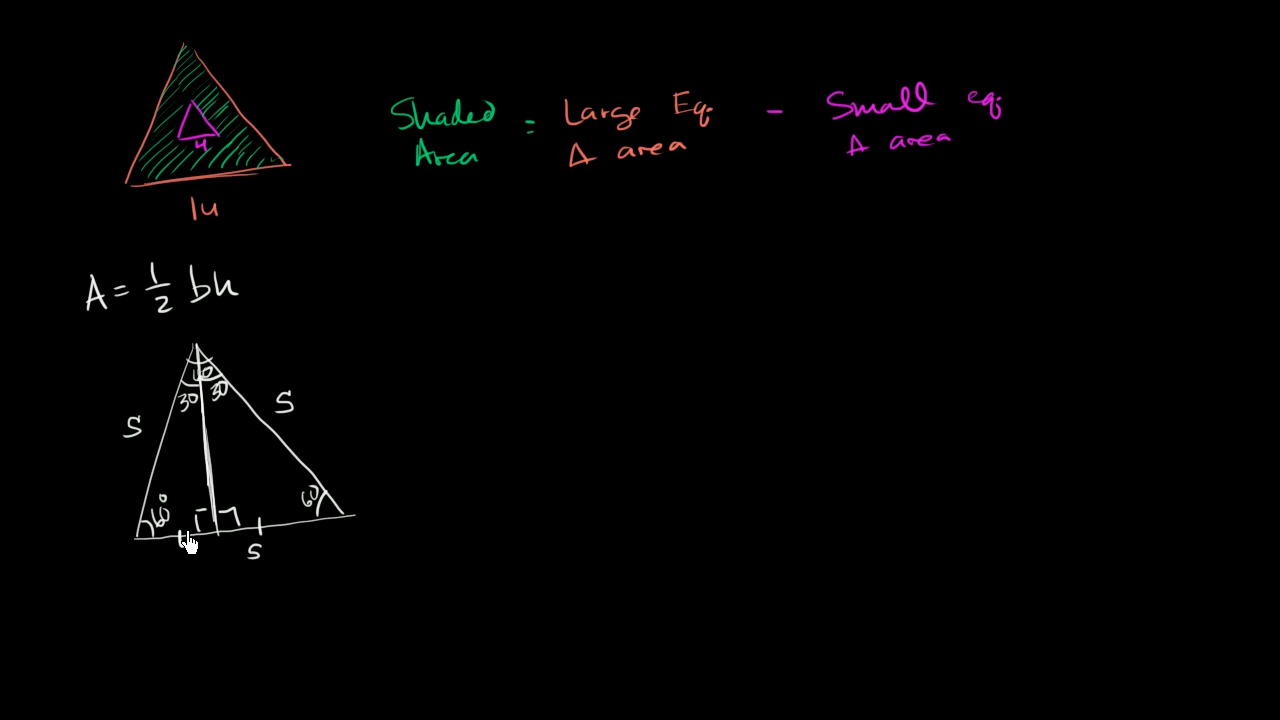 4
14
Shaded Area = Large Eq. Δ area - Small eq. Δ area
A = 1/2 bh
60
30 30
S S
60° 60
S